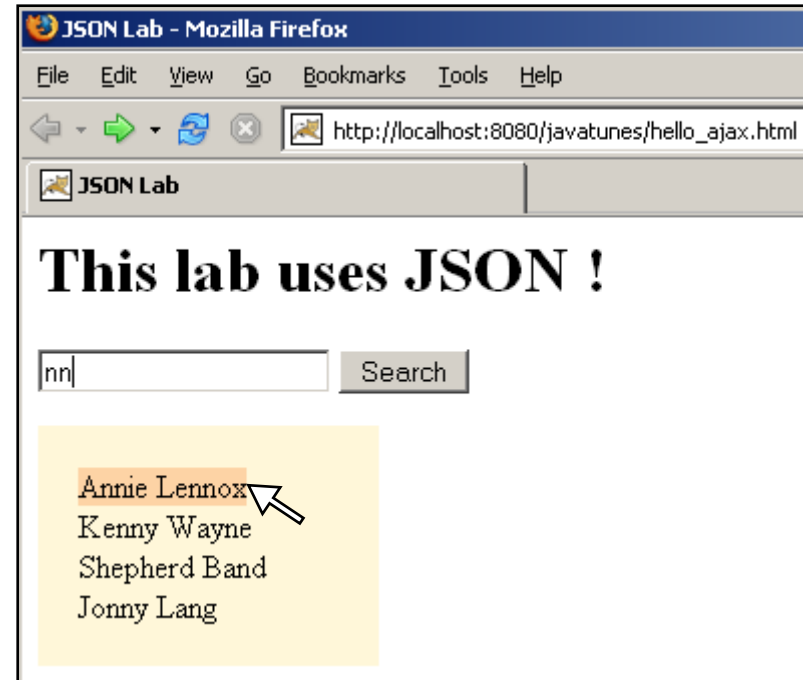 JSON Lab - Mozilla Firefox
File Edit View Go Bookmarks Tools Help
http://localhost:8080/javatunes/hello_ajax.html
JSON Lab
This lab uses JSON !
nn Search
Annie Lennox
Kenny Wayne
Shepherd Band
Jonny Lang